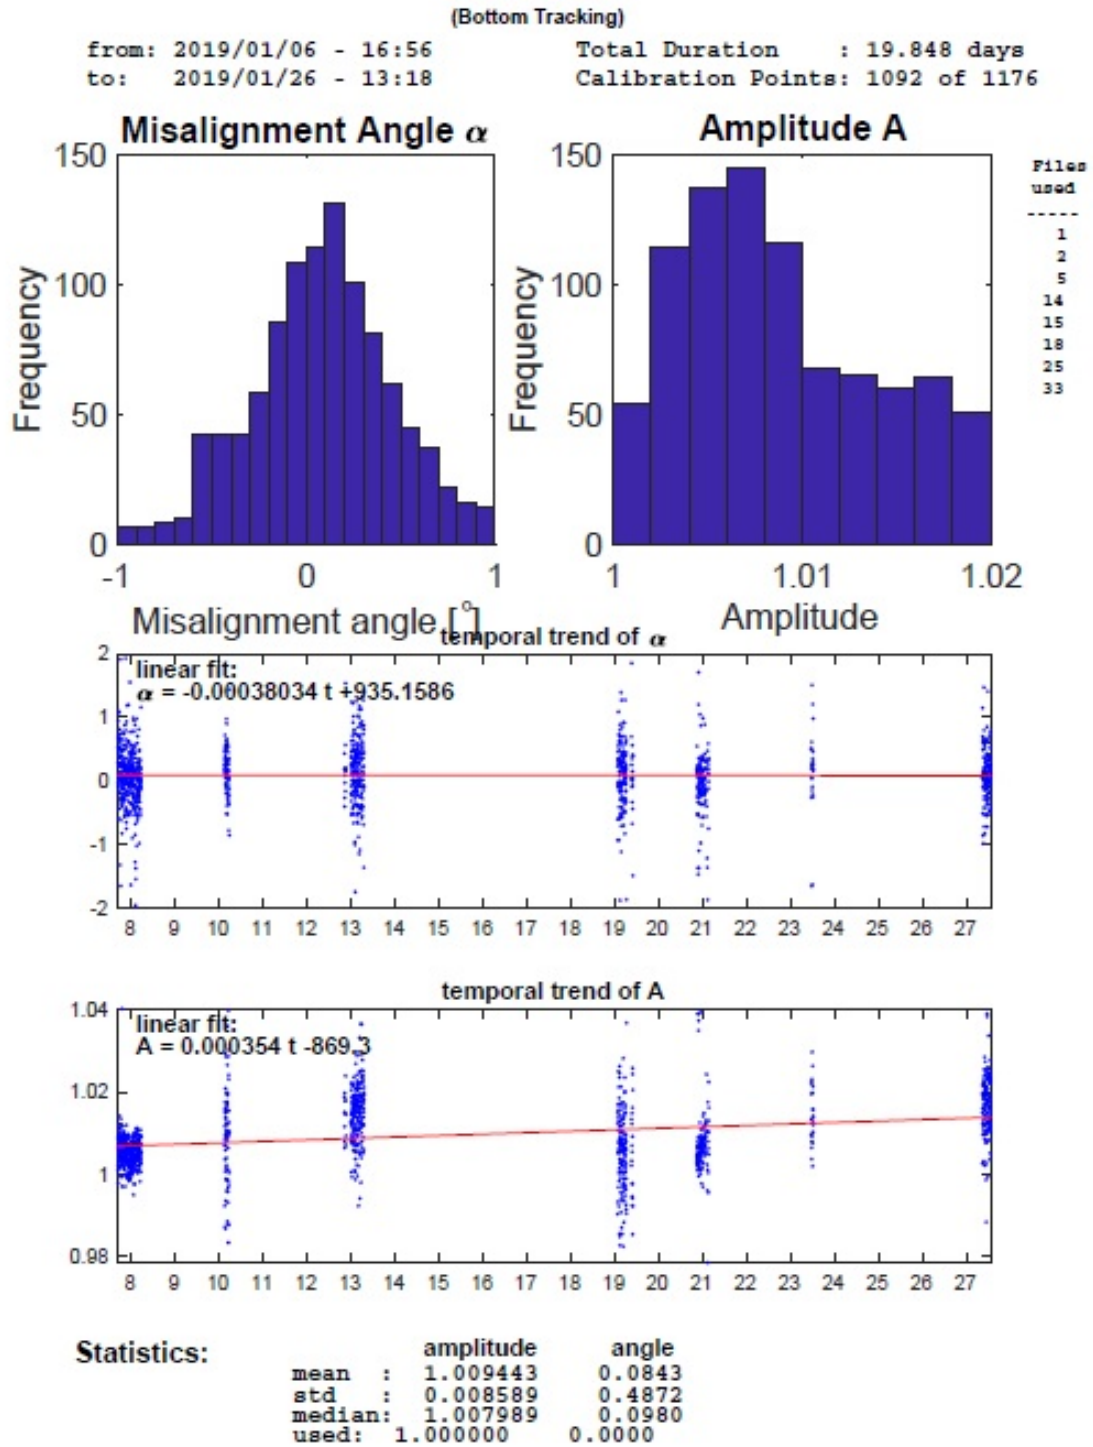 (Bottom Tracking)
from: 2019/01/06 - 16:56
to: 2019/01/26 - 13:18
Total Duration : 19.848 days
Calibration Points: 1092 of 1176
Misalignment Angle α
150
100
50
0
Frequency
-1 0 1
Misalignment angle [°]
Amplitude A
150
100
50
0
Frequency
1 1.01 1.02
Amplitude
Files
used
-----
1
2
5
14
15
18
25
33
temporal trend of α
linear fit:
α = -0.00038034 t +935.1586
2
1
0
-1
-2
8 9 10 11 12 13 14 15 16 17 18 19 20 21 22 23 24 25 26 27
temporal trend of A
linear fit:
A = 0.000354 t -869.3
1.04
1.02
1
0.98
8 9 10 11 12 13 14 15 16 17 18 19 20 21 22 23 24 25 26 27
Statistics:
amplitude angle
mean : 1.009443 0.0843
std : 0.008589 0.4872
median: 1.007989 0.0980
used: 1.000000 0.0000